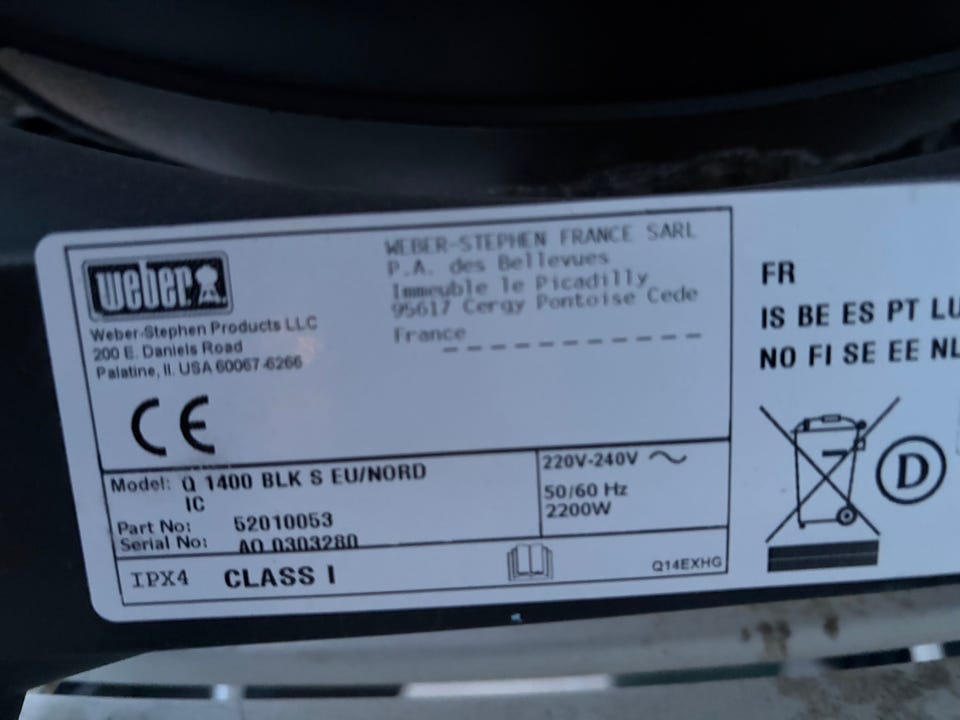 weber
Weber-Stephen Products LLC
200 E. Daniels Road
Palatine, IL USA 60067-6266
WEBER-STEPHEN FRANCE SARL
P.A. des Bellevues
Immeuble le Picadilly
95617 Cergy Pontoise Cede
France
CE
FR
IS BE ES PT LU
NO FI SE EE NL
D
Model: Q 1400 BLK S EU/NORD
IC
Part No: 52010053
Serial No: AO 0303280
220V-240V
50/60 Hz
2200W
IPX4 CLASS I
Q14EXHG